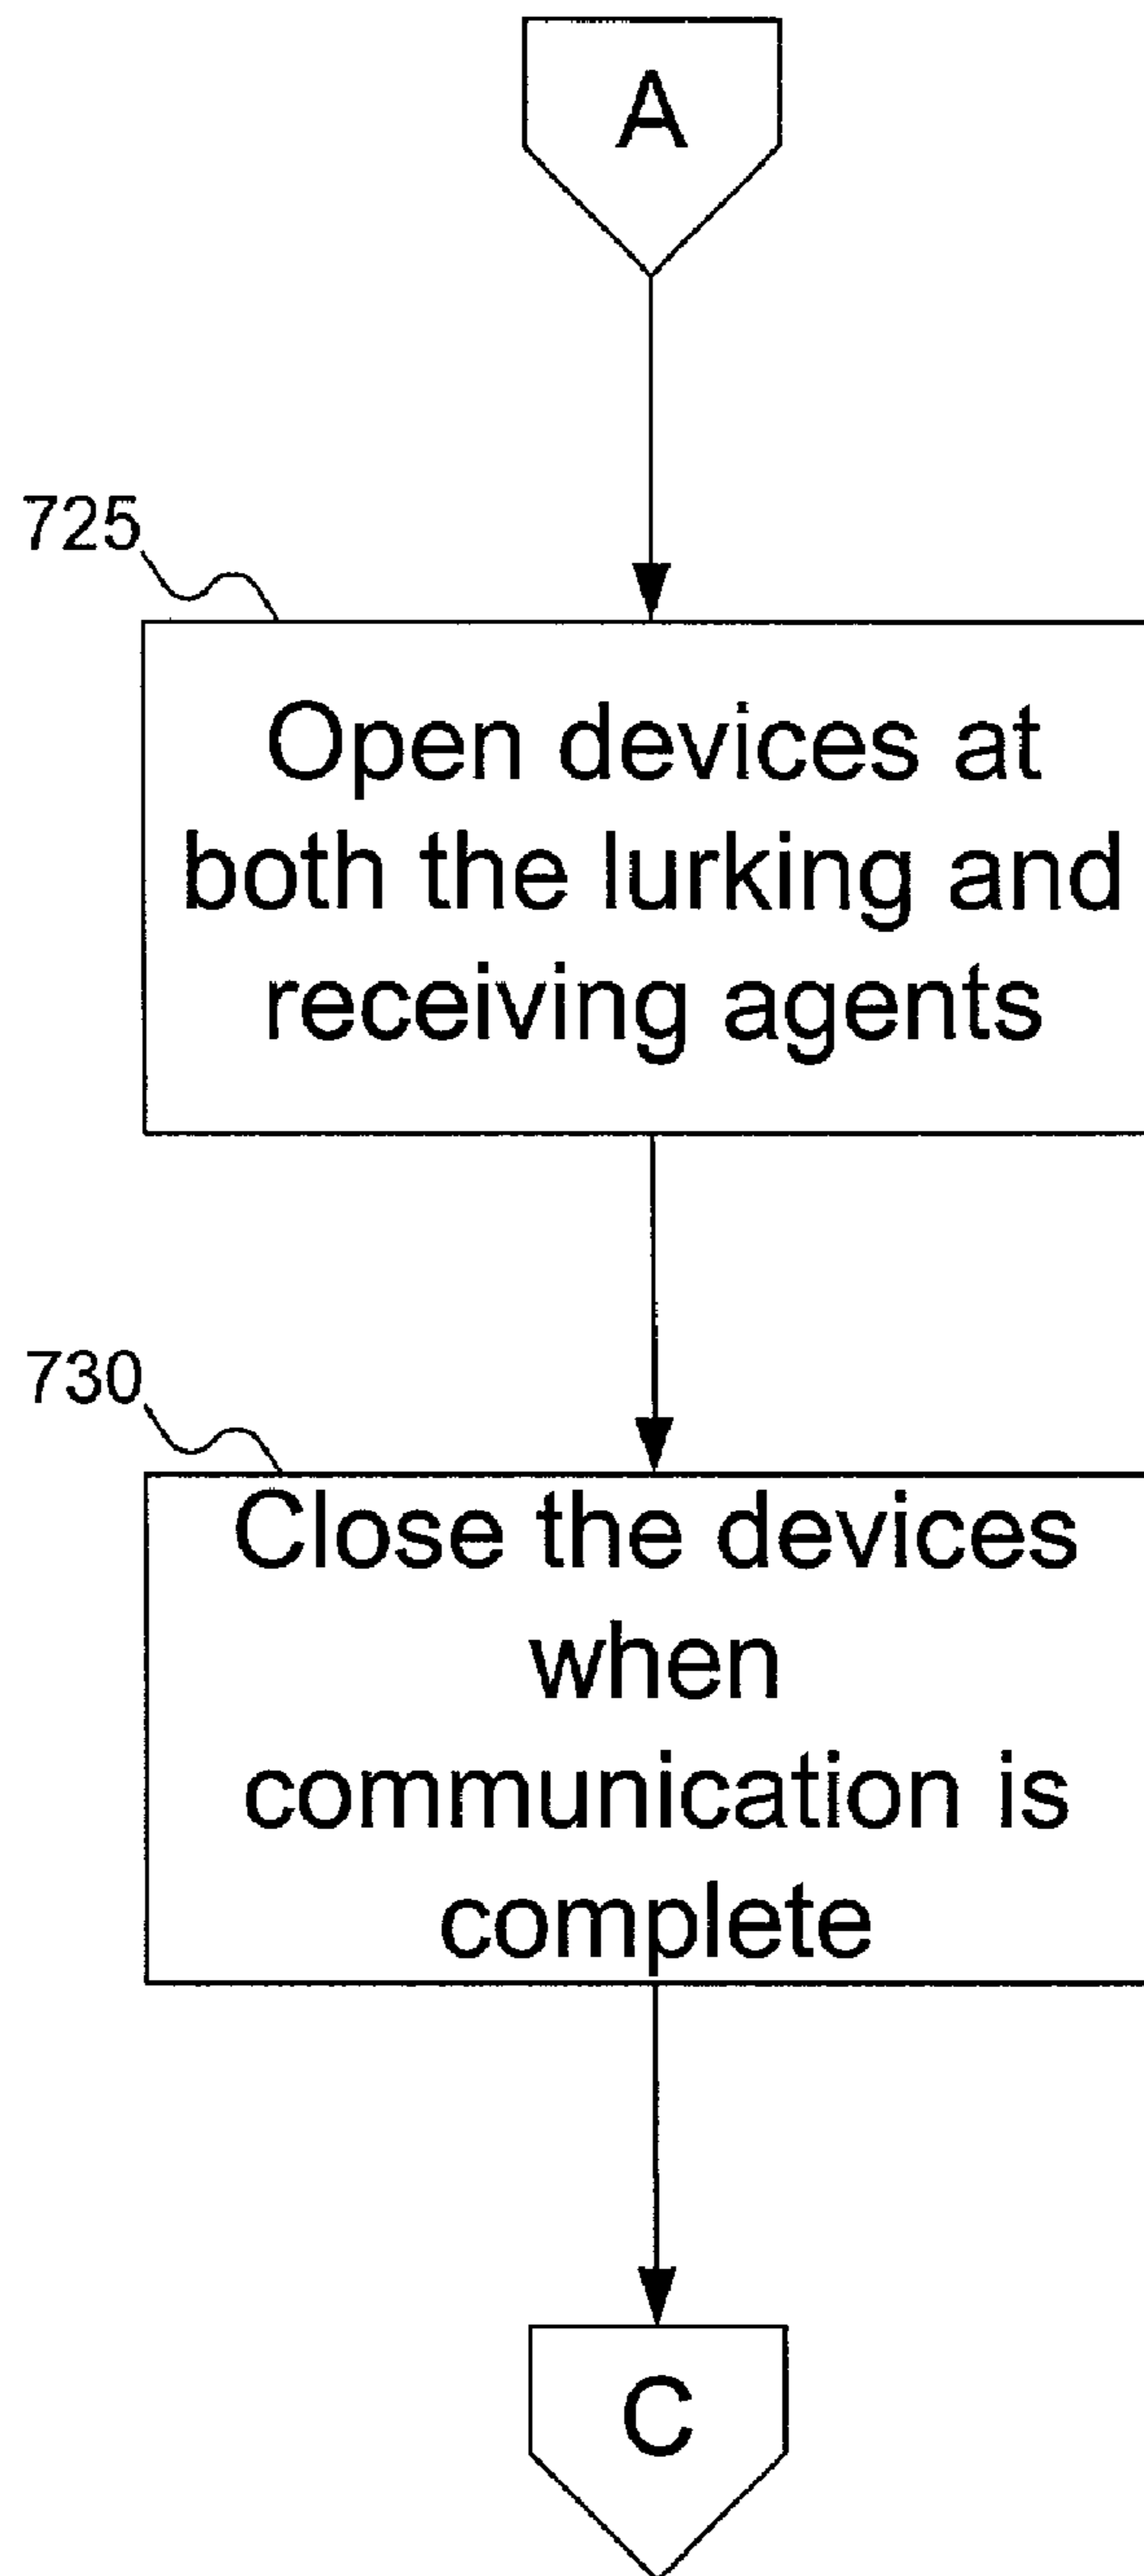 A
725
Open devices at
both the lurking and
receiving agents
730
Close the devices
when
communication is
complete
C